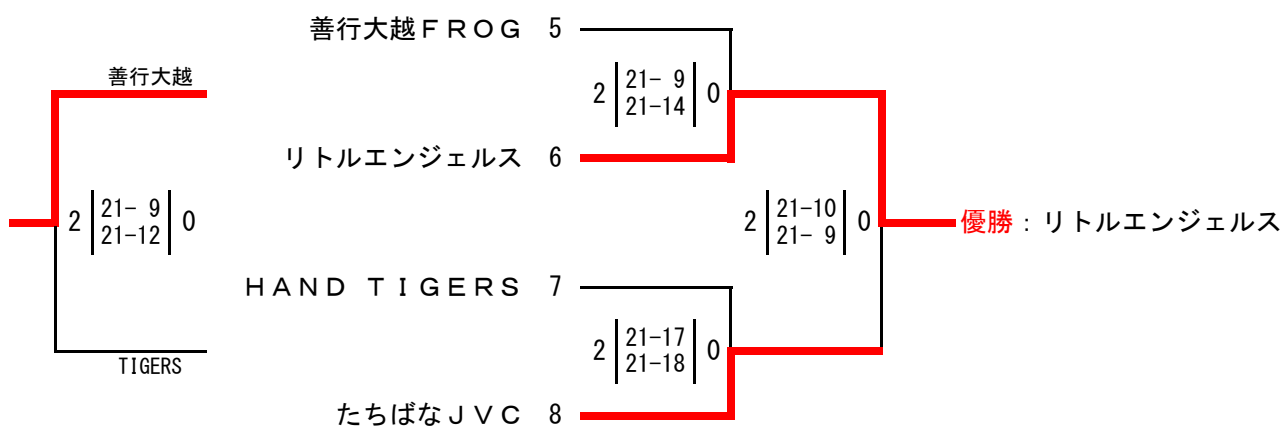 善行大越ＦＲＯＧ 5
善行大越
2 21- 9 0
21-14
リトルエンジェルス 6
2 21- 9 0
21-12
2 21-10 0
21- 9
優勝：リトルエンジェルス
ＨＡＮＤ ＴＩＧＥＲＳ 7
2 21-17 0
21-18
TIGERS
たちばなＪＶＣ 8